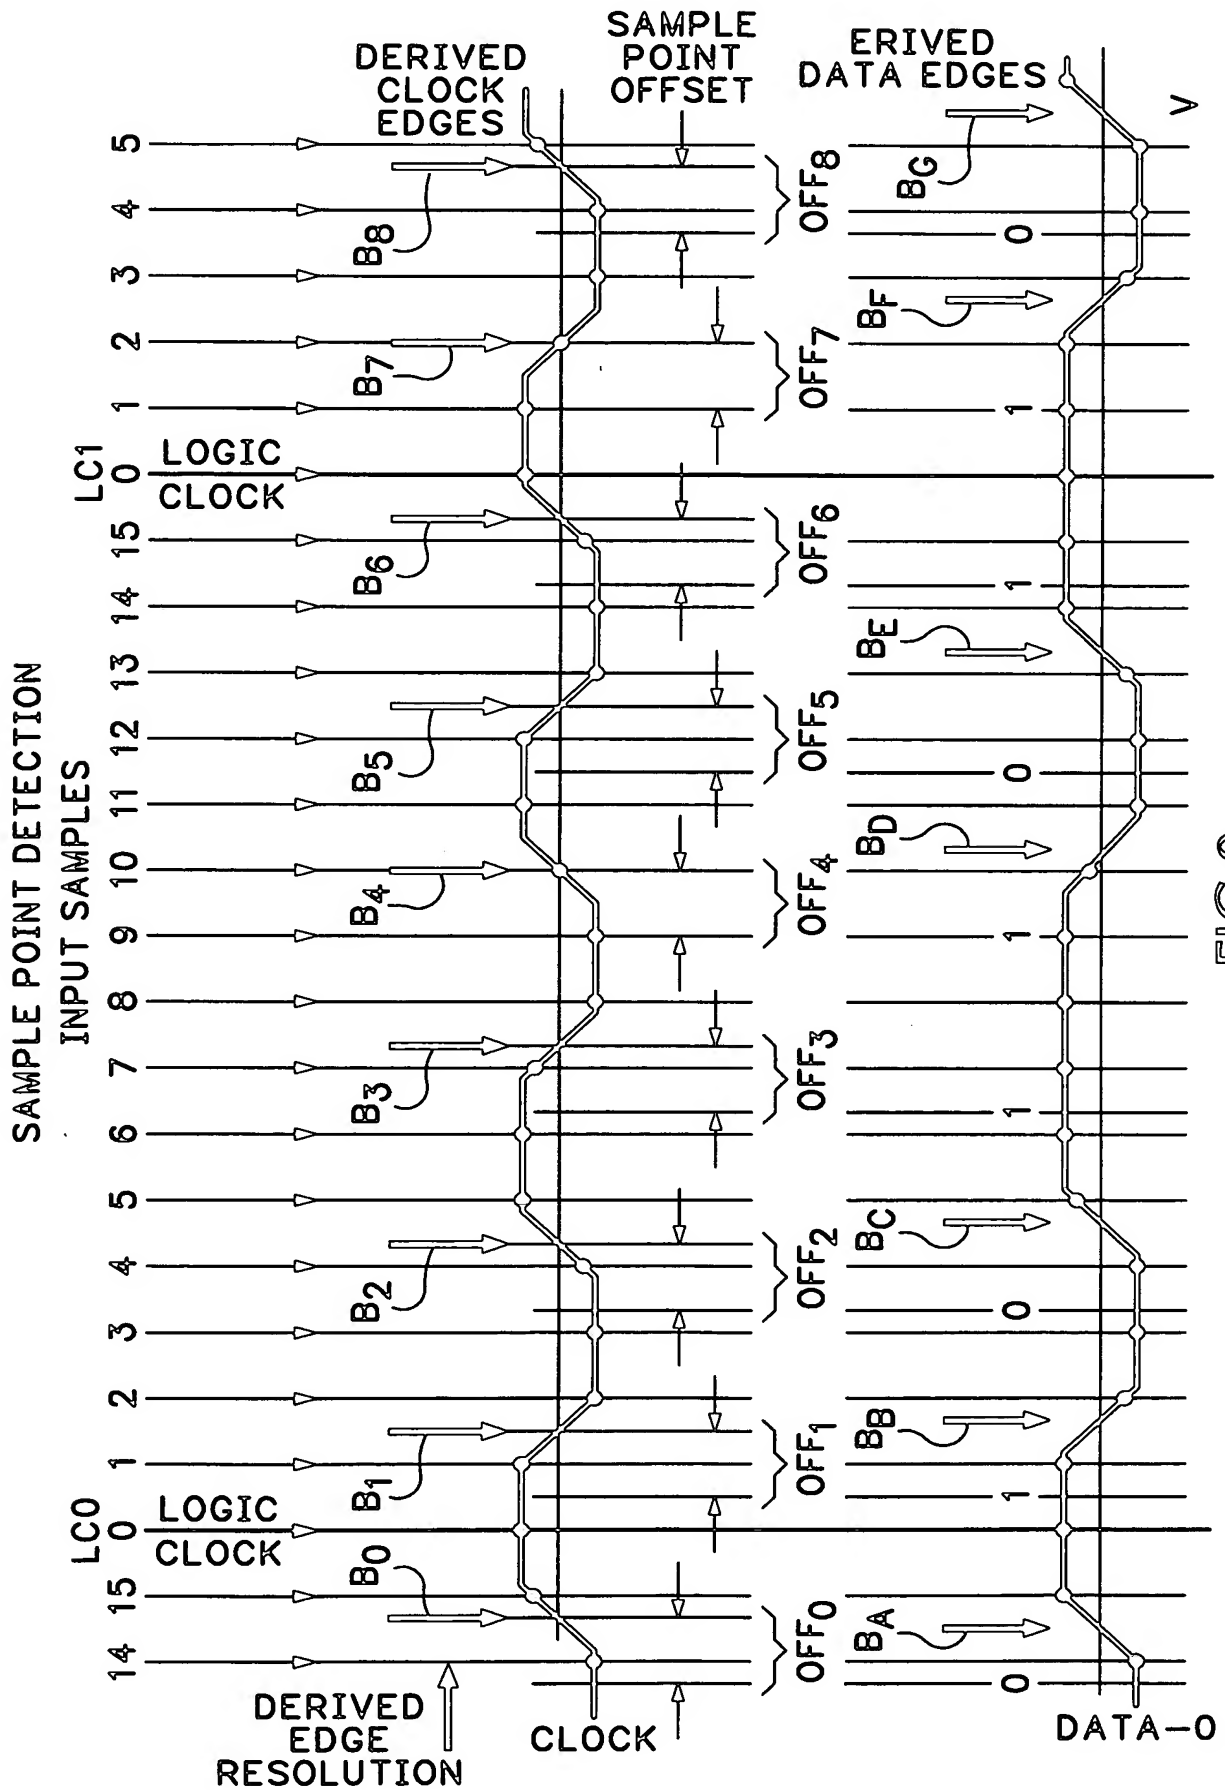 SAMPLE POINT DETECTION
INPUT SAMPLES
LC0
LC1
14 15 0 1 2 3 4 5 6 7 8 9 10 11 12 13 14 15 0 1 2 3 4 5
LOGIC
CLOCK
LOGIC
CLOCK
DERIVED
EDGE
RESOLUTION
B0 B1 B2 B3 B4 B5 B6 B7 B8
DERIVED
CLOCK
EDGES
CLOCK
SAMPLE
POINT
OFFSET
OFF0 OFF1 OFF2 OFF3 OFF4 OFF5 OFF6 OFF7 OFF8
BA BB BC BD BE BF BG
ERIVED
DATA EDGES
0 1 0 1 1 0 1 1 0
DATA-0
V